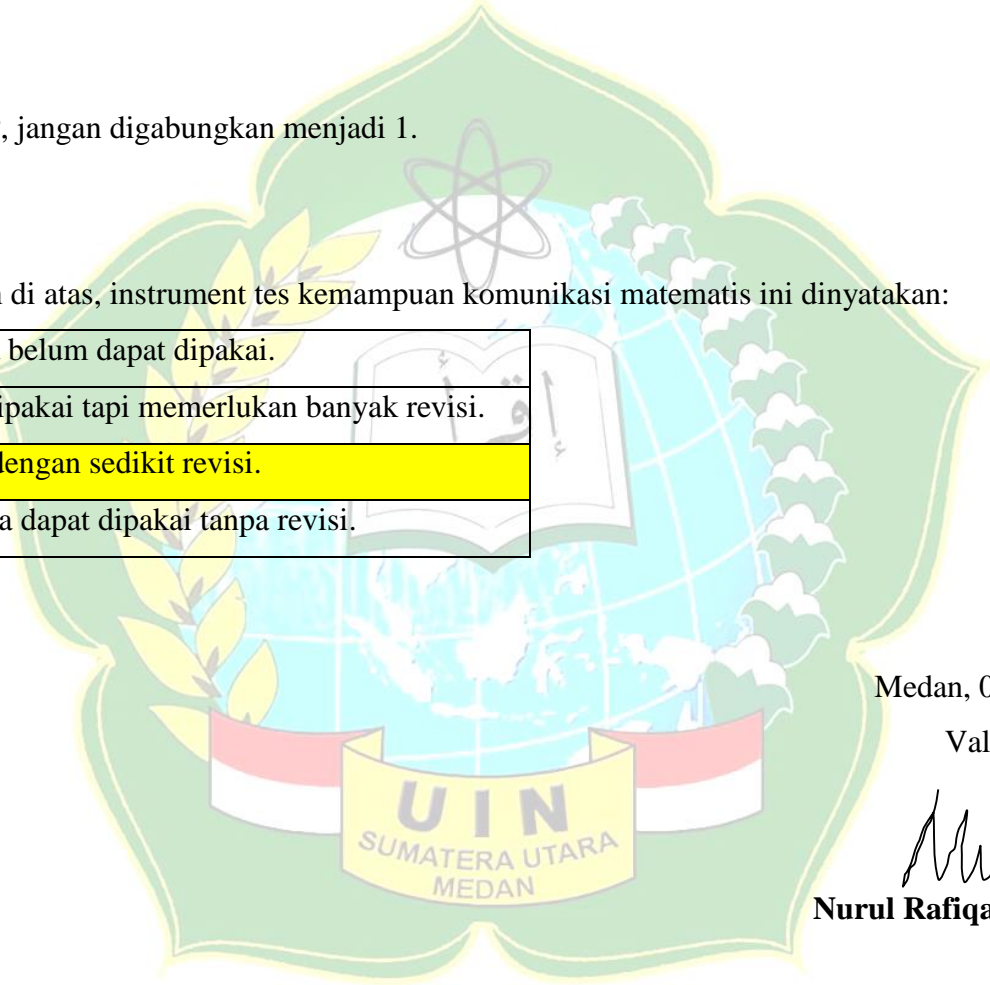 , jangan digabungkan menjadi 1.
di atas, instrument tes kemampuan komunikasi matematis ini dinyatakan:
belum dapat dipakai.
ipakai tapi memerlukan banyak revisi.
dengan sedikit revisi.
a dapat dipakai tanpa revisi.
إقرأ
Medan, 0
Val
UIN
SUMATERA UTARA
MEDAN
Nurul Rafiqa